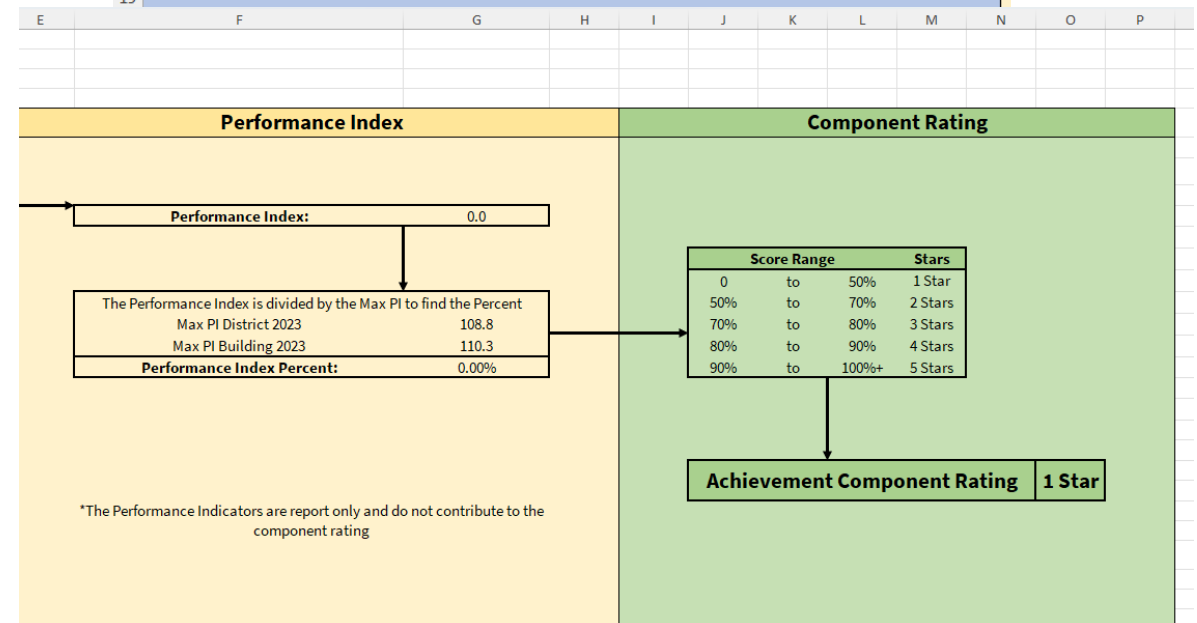 E F G H I J K L M N O P
Performance Index Component Rating
Performance Index: 0.0
Score Range Stars
0 to 50% 1 Star
The Performance Index is divided by the Max PI to find the Percent 50% to 70% 2 Stars
Max PI District 2023 108.8 70% to 80% 3 Stars
Max PI Building 2023 110.3 80% to 90% 4 Stars
Performance Index Percent: 0.00% 90% to 100%+ 5 Stars
Achievement Component Rating 1 Star
*The Performance Indicators are report only and do not contribute to the
component rating